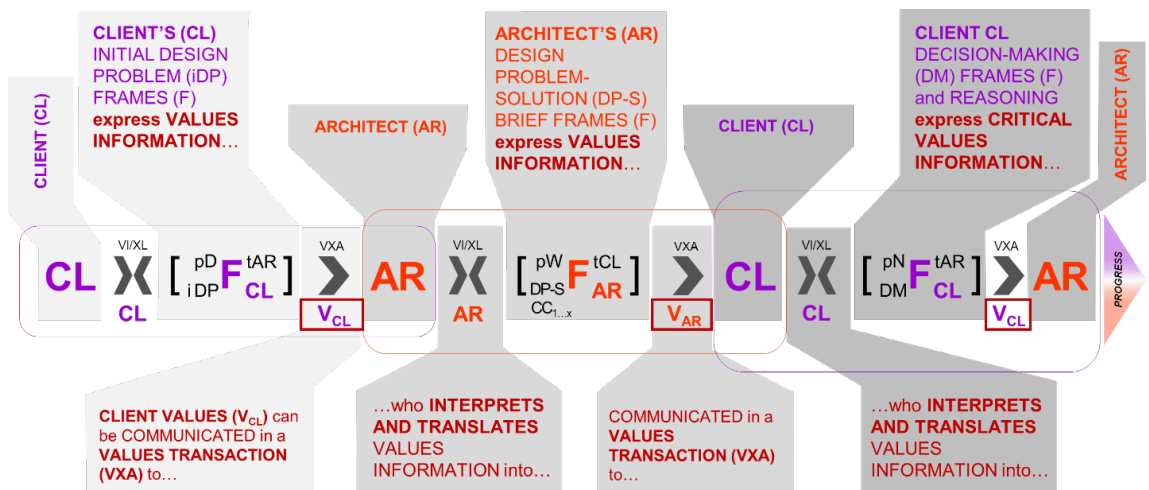 CLIENT (CL)
CLIENT'S (CL)
INITIAL DESIGN
PROBLEM (iDP)
FRAMES (F)
express VALUES
INFORMATION…
ARCHITECT (AR)
ARCHITECT'S (AR)
DESIGN
PROBLEM-
SOLUTION (DP-S)
BRIEF FRAMES (F)
express VALUES
INFORMATION…
CLIENT (CL)
CLIENT CL
DECISION-MAKING
(DM) FRAMES (F)
and REASONING
express CRITICAL
VALUES
INFORMATION…
ARCHITECT (AR)
CL
VI/XL
CL
[ pD F tAR ]
iDP CL
VXA
V_CL
AR
VI/XL
AR
[ pW F tCL ]
DP-S AR
CC1…x
VXA
V_AR
CL
VI/XL
CL
[ pN F tAR ]
DM CL
VXA
V_CL
AR
PROGRESS
CLIENT VALUES (V_CL) can
be COMMUNICATED in a
VALUES TRANSACTION
(VXA) to…
…who INTERPRETS
AND TRANSLATES
VALUES
INFORMATION into…
COMMUNICATED in a
VALUES
TRANSACTION (VXA)
to…
…who INTERPRETS
AND TRANSLATES
VALUES
INFORMATION into…